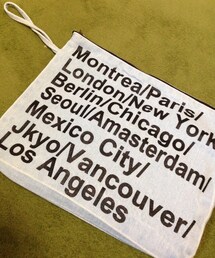 Montrea/Paris/
London/New York
Berlin/Chicago/
Seoul/Amasterdam/
Mexico City/
Jkyo/Vancouver/
Los Angeles